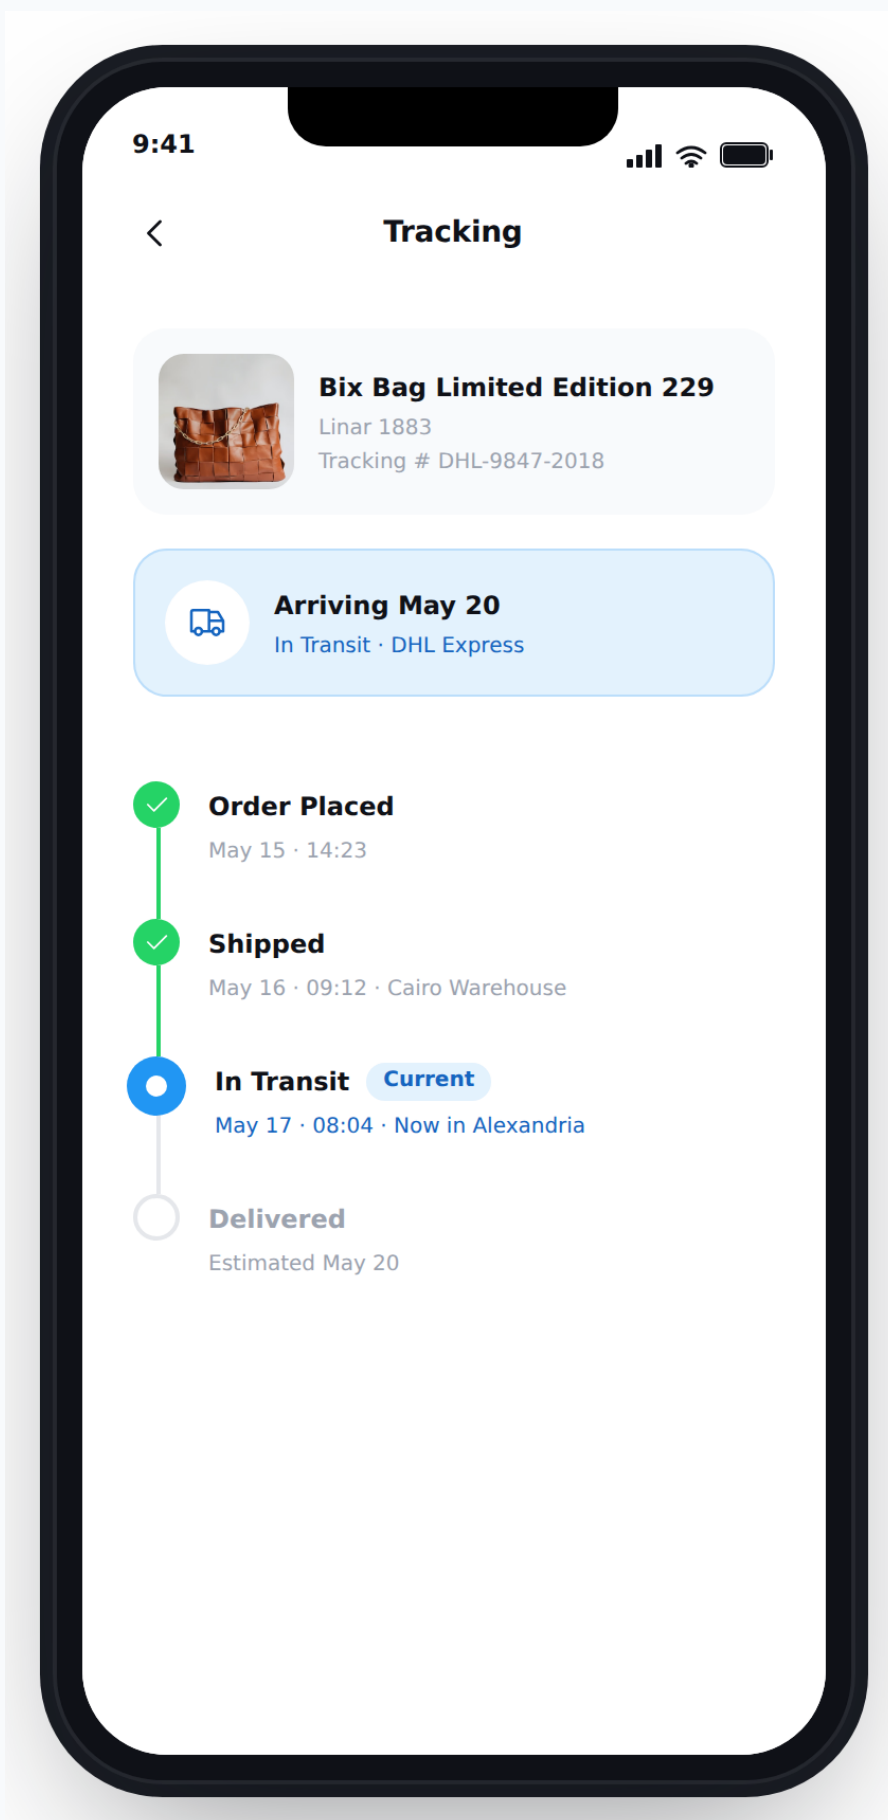 9:41
Tracking
Bix Bag Limited Edition 229
Linar 1883
Tracking # DHL-9847-2018
Arriving May 20
In Transit · DHL Express
Order Placed
May 15 · 14:23
Shipped
May 16 · 09:12 · Cairo Warehouse
In Transit Current
May 17 · 08:04 · Now in Alexandria
Delivered
Estimated May 20